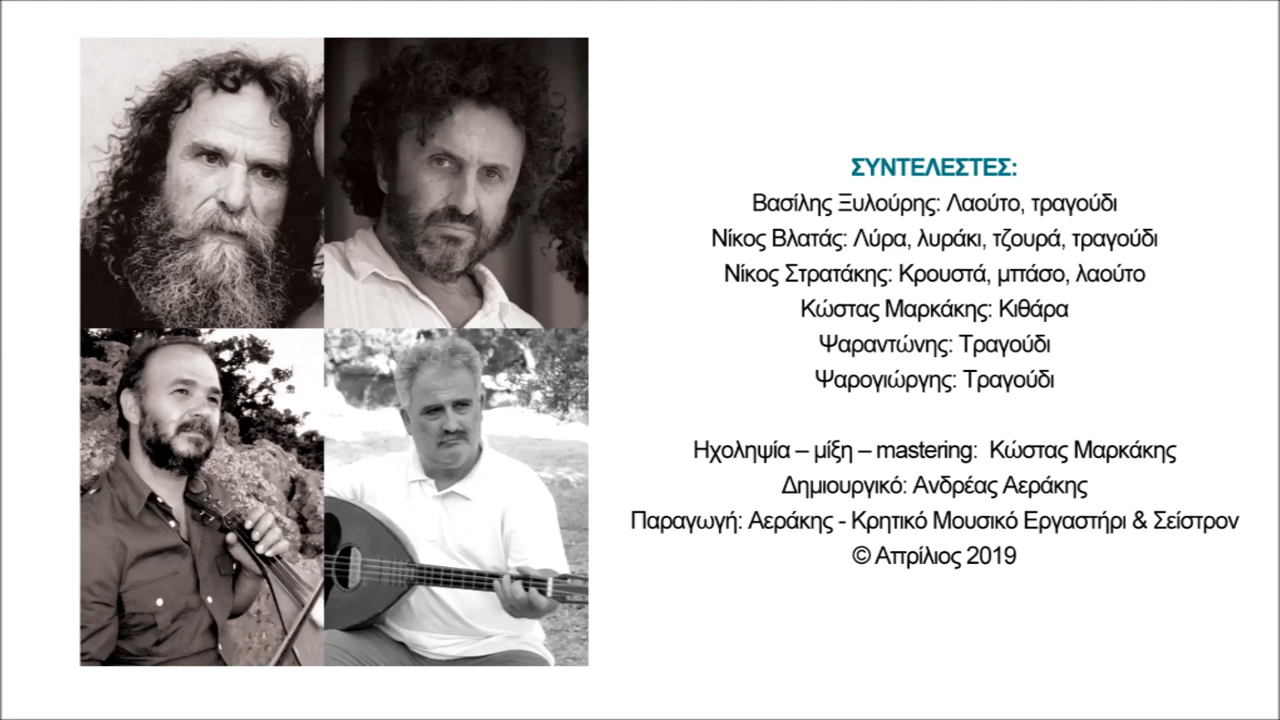 ΣΥΝΤΕΛΕΣΤΕΣ:
Βασίλης Ξυλούρης: Λαούτο, τραγούδι
Νίκος Βλατάς: Λύρα, λυράκι, τζουρά, τραγούδι
Νίκος Στρατάκης: Κρουστά, μπάσο, λαούτο
Κώστας Μαρκάκης: Κιθάρα
Ψαραντώνης: Τραγούδι
Ψαρογιώργης: Τραγούδι
Ηχοληψία – μίξη – mastering: Κώστας Μαρκάκης
Δημιουργικό: Ανδρέας Αεράκης
Παραγωγή: Αεράκης - Κρητικό Μουσικό Εργαστήρι & Σείστρον
© Απρίλιος 2019